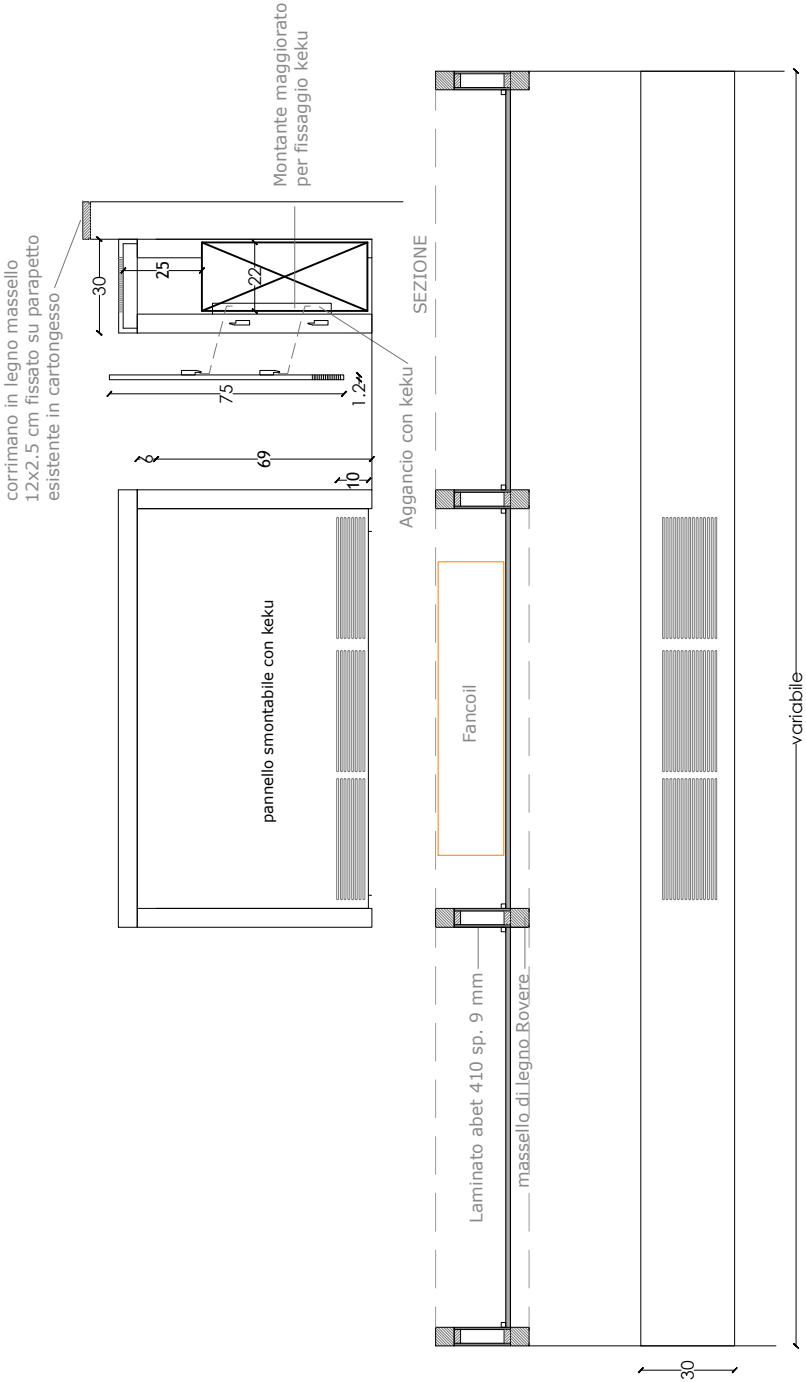 corrimano in legno massello
12x2.5 cm fissato su parapetto
esistente in cartongesso
Montante maggiorato
per fissaggio keku
30
25
22
75
1.2
6
69
10
Aggancio con keku
SEZIONE
pannello smontabile con keku
Fancoil
Laminato abet 410 sp. 9 mm
massello di legno Rovere
30
variabile